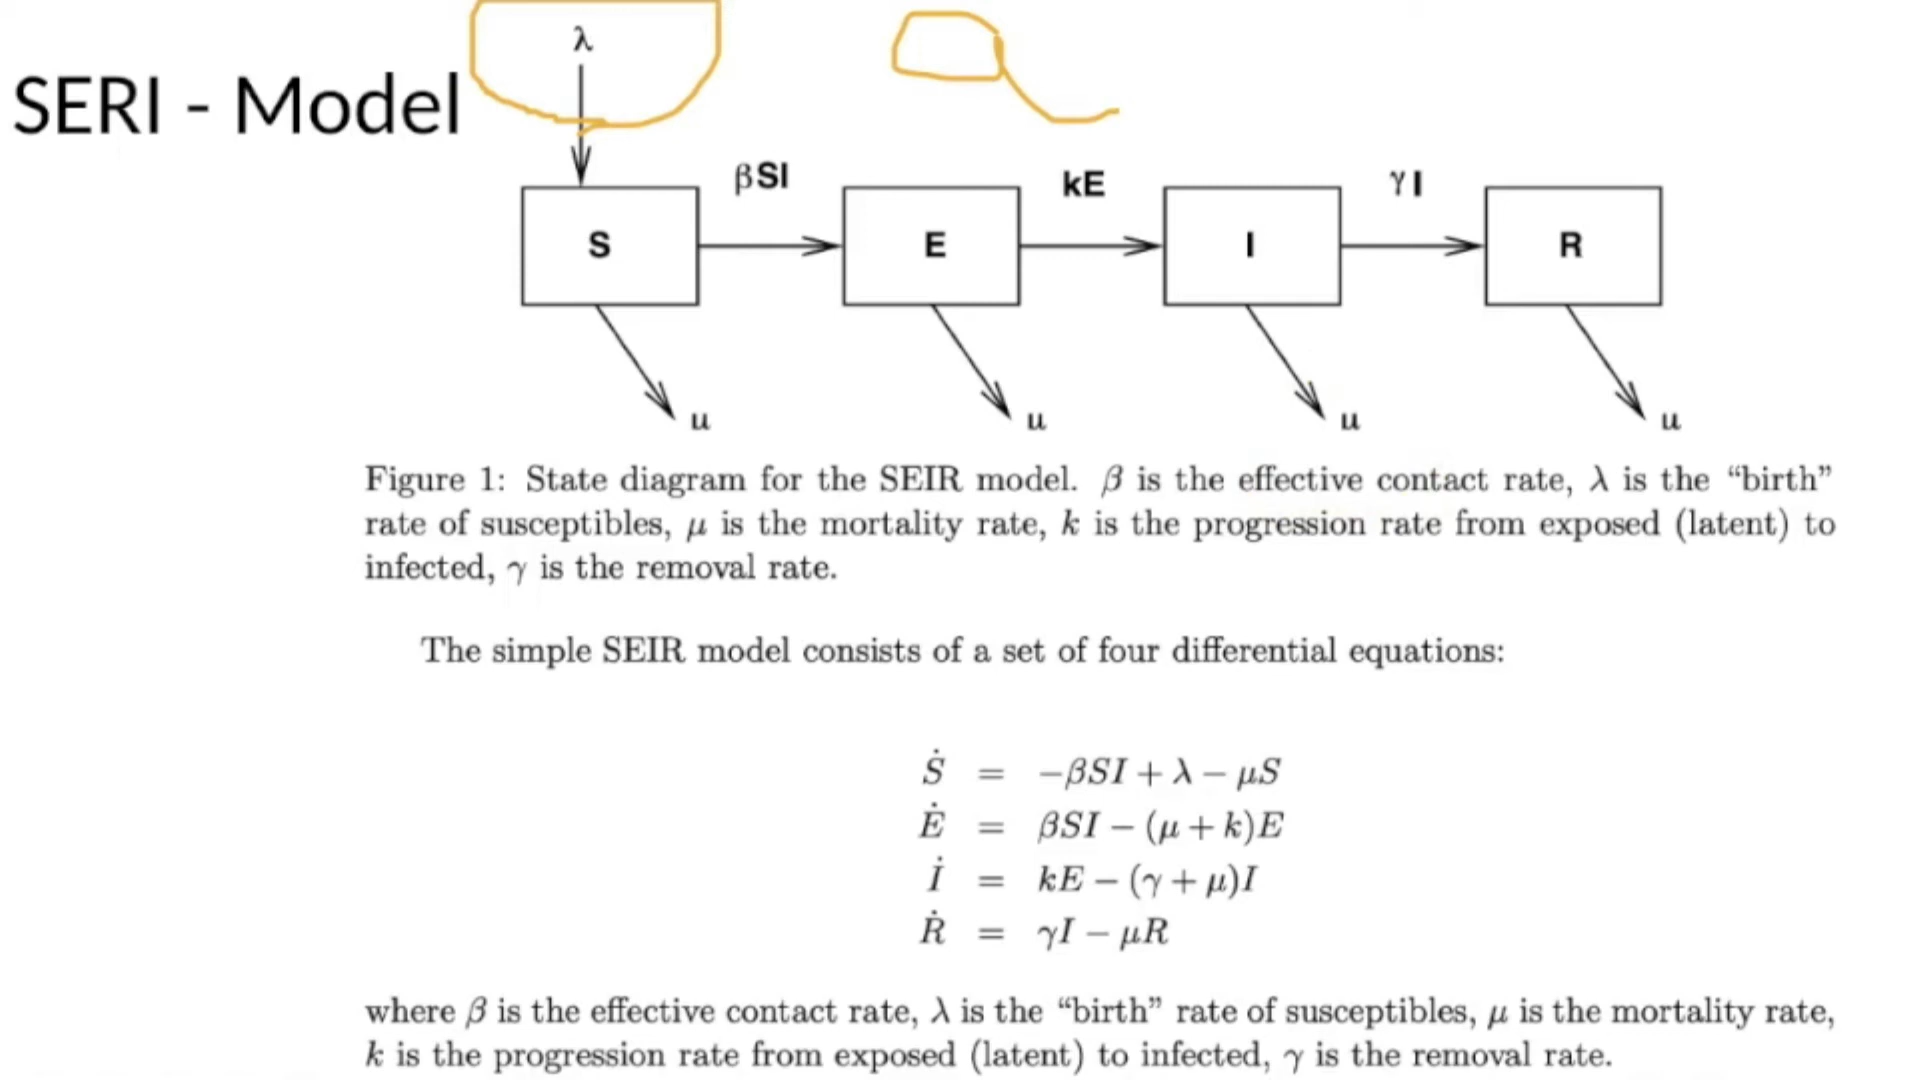 λ
SERI - Model
βSI
kE
γI
S
E
I
R
μ
μ
μ
μ
Figure 1: State diagram for the SEIR model. β is the effective contact rate, λ is the “birth”
rate of susceptibles, μ is the mortality rate, k is the progression rate from exposed (latent) to
infected, γ is the removal rate.
The simple SEIR model consists of a set of four differential equations:
Ṡ = −βSI + λ − μS
Ė = βSI − (μ + k)E
İ = kE − (γ + μ)I
Ṙ = γI − μR
where β is the effective contact rate, λ is the “birth” rate of susceptibles, μ is the mortality rate,
k is the progression rate from exposed (latent) to infected, γ is the removal rate.